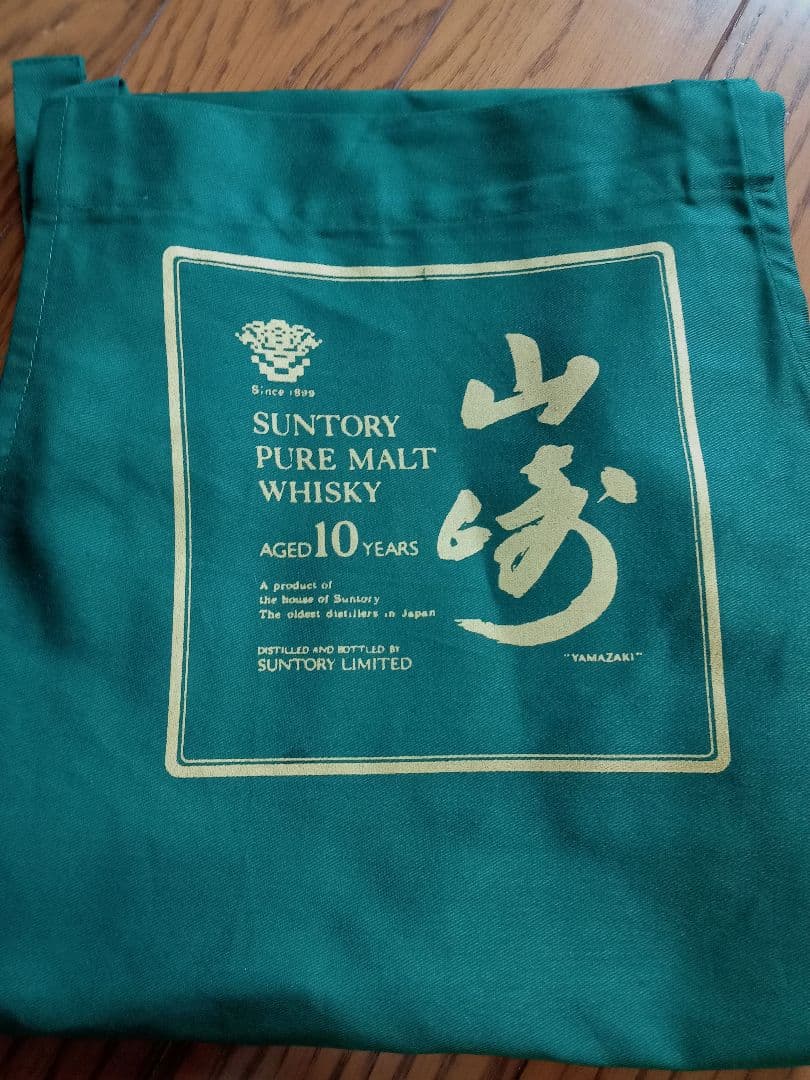 Since 1899
SUNTORY
PURE MALT
WHISKY
AGED 10 YEARS
A product of
the house of Suntory
The oldest distillers in Japan
DISTILLED AND BOTTLED BY
SUNTORY LIMITED
山崎
"YAMAZAKI"